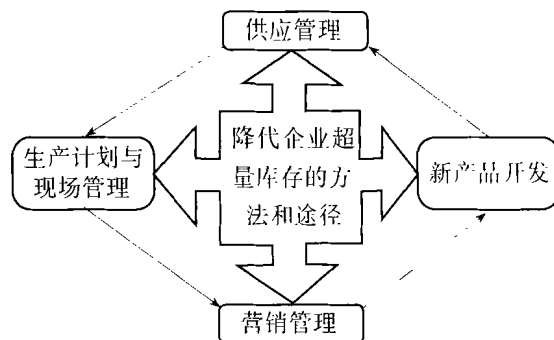 供应管理
生产计划与
现场管理
降代企业超
量库存的方
法和途径
新产品开发
营销管理